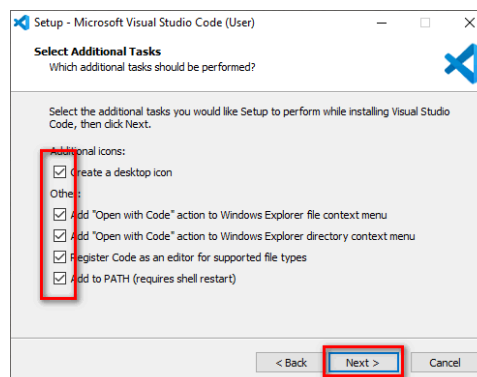 Setup - Microsoft Visual Studio Code (User)
Select Additional Tasks
Which additional tasks should be performed?
Select the additional tasks you would like Setup to perform while installing Visual Studio
Code, then click Next.
Additional icons:
Create a desktop icon
Other:
Add "Open with Code" action to Windows Explorer file context menu
Add "Open with Code" action to Windows Explorer directory context menu
Register Code as an editor for supported file types
Add to PATH (requires shell restart)
< Back
Next >
Cancel